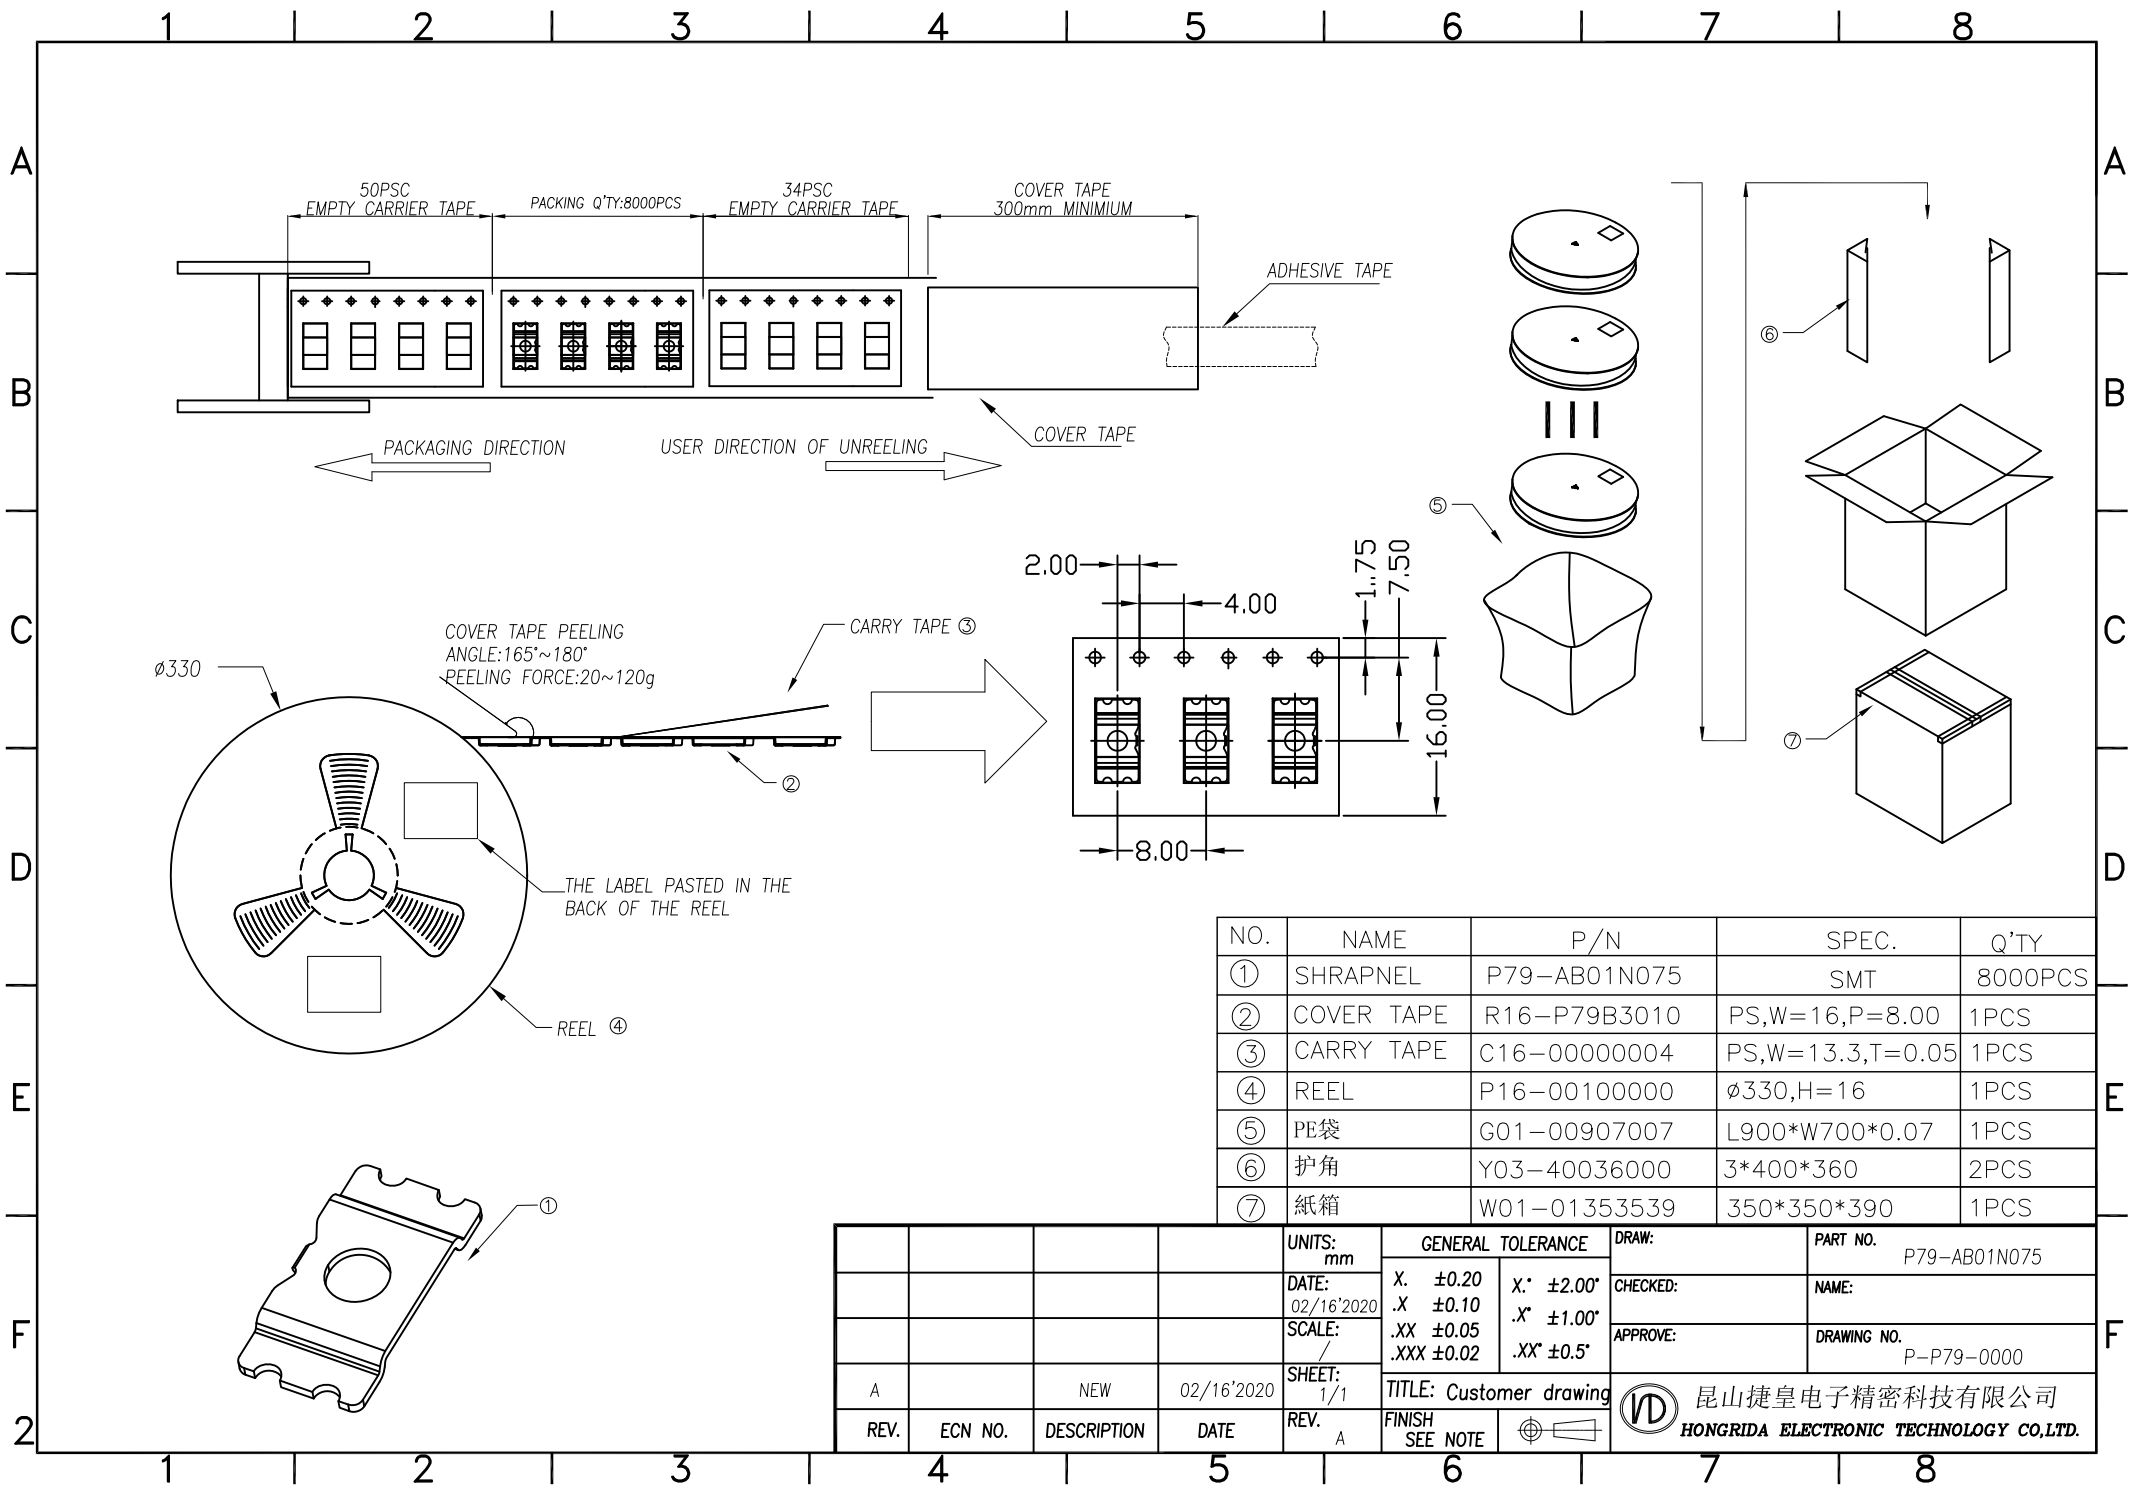 1 2 3 4 5 6 7 8
A A
B B
C C
D D
E E
F F
2
50PSC
EMPTY CARRIER TAPE
PACKING Q'TY:8000PCS
34PSC
EMPTY CARRIER TAPE
COVER TAPE
300mm MINIMIUM
ADHESIVE TAPE
COVER TAPE
PACKAGING DIRECTION
USER DIRECTION OF UNREELING
⑥
⑤
⑦
2.00
4.00
1..75
7.50
16.00
8.00
COVER TAPE PEELING
ANGLE:165°~180°
PEELING FORCE:20~120g
CARRY TAPE ③
ø330
②
THE LABEL PASTED IN THE
BACK OF THE REEL
REEL ④
①
NO. NAME P/N SPEC. Q'TY
① SHRAPNEL P79-AB01N075 SMT 8000PCS
② COVER TAPE R16-P79B3010 PS,W=16,P=8.00 1PCS
③ CARRY TAPE C16-00000004 PS,W=13.3,T=0.05 1PCS
④ REEL P16-00100000 ø330,H=16 1PCS
⑤ PE袋 G01-00907007 L900*W700*0.07 1PCS
⑥ 护角 Y03-40036000 3*400*360 2PCS
⑦ 紙箱 W01-01353539 350*350*390 1PCS
UNITS:
mm
DATE:
02/16'2020
SCALE:
/
SHEET:
1/1
REV.
A
GENERAL TOLERANCE
X. ±0.20 X.° ±2.00°
.X ±0.10 .X° ±1.00°
.XX ±0.05
.XXX ±0.02 .XX° ±0.5°
TITLE: Customer drawing
FINISH
SEE NOTE
DRAW:
CHECKED:
APPROVE:
PART NO.
P79-AB01N075
NAME:
DRAWING NO.
P-P79-0000
A NEW 02/16'2020
REV. ECN NO. DESCRIPTION DATE
昆山捷皇电子精密科技有限公司
HONGRIDA ELECTRONIC TECHNOLOGY CO,LTD.
1 2 3 4 5 6 7 8